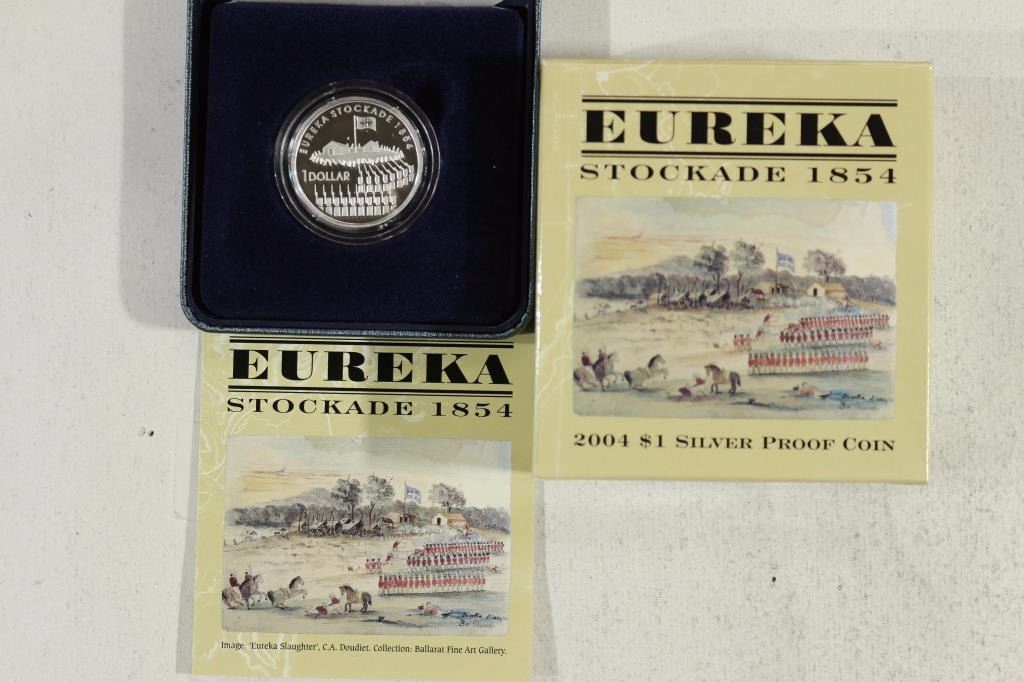 EUREKA STOCKADE 1854
1 DOLLAR
EUREKA
STOCKADE 1854
2004 $1 SILVER PROOF COIN
EUREKA
STOCKADE 1854
Eureka
Image: 'Eureka Slaughter', C.A. Doudiet. Collection: Ballarat Fine Art Gallery.